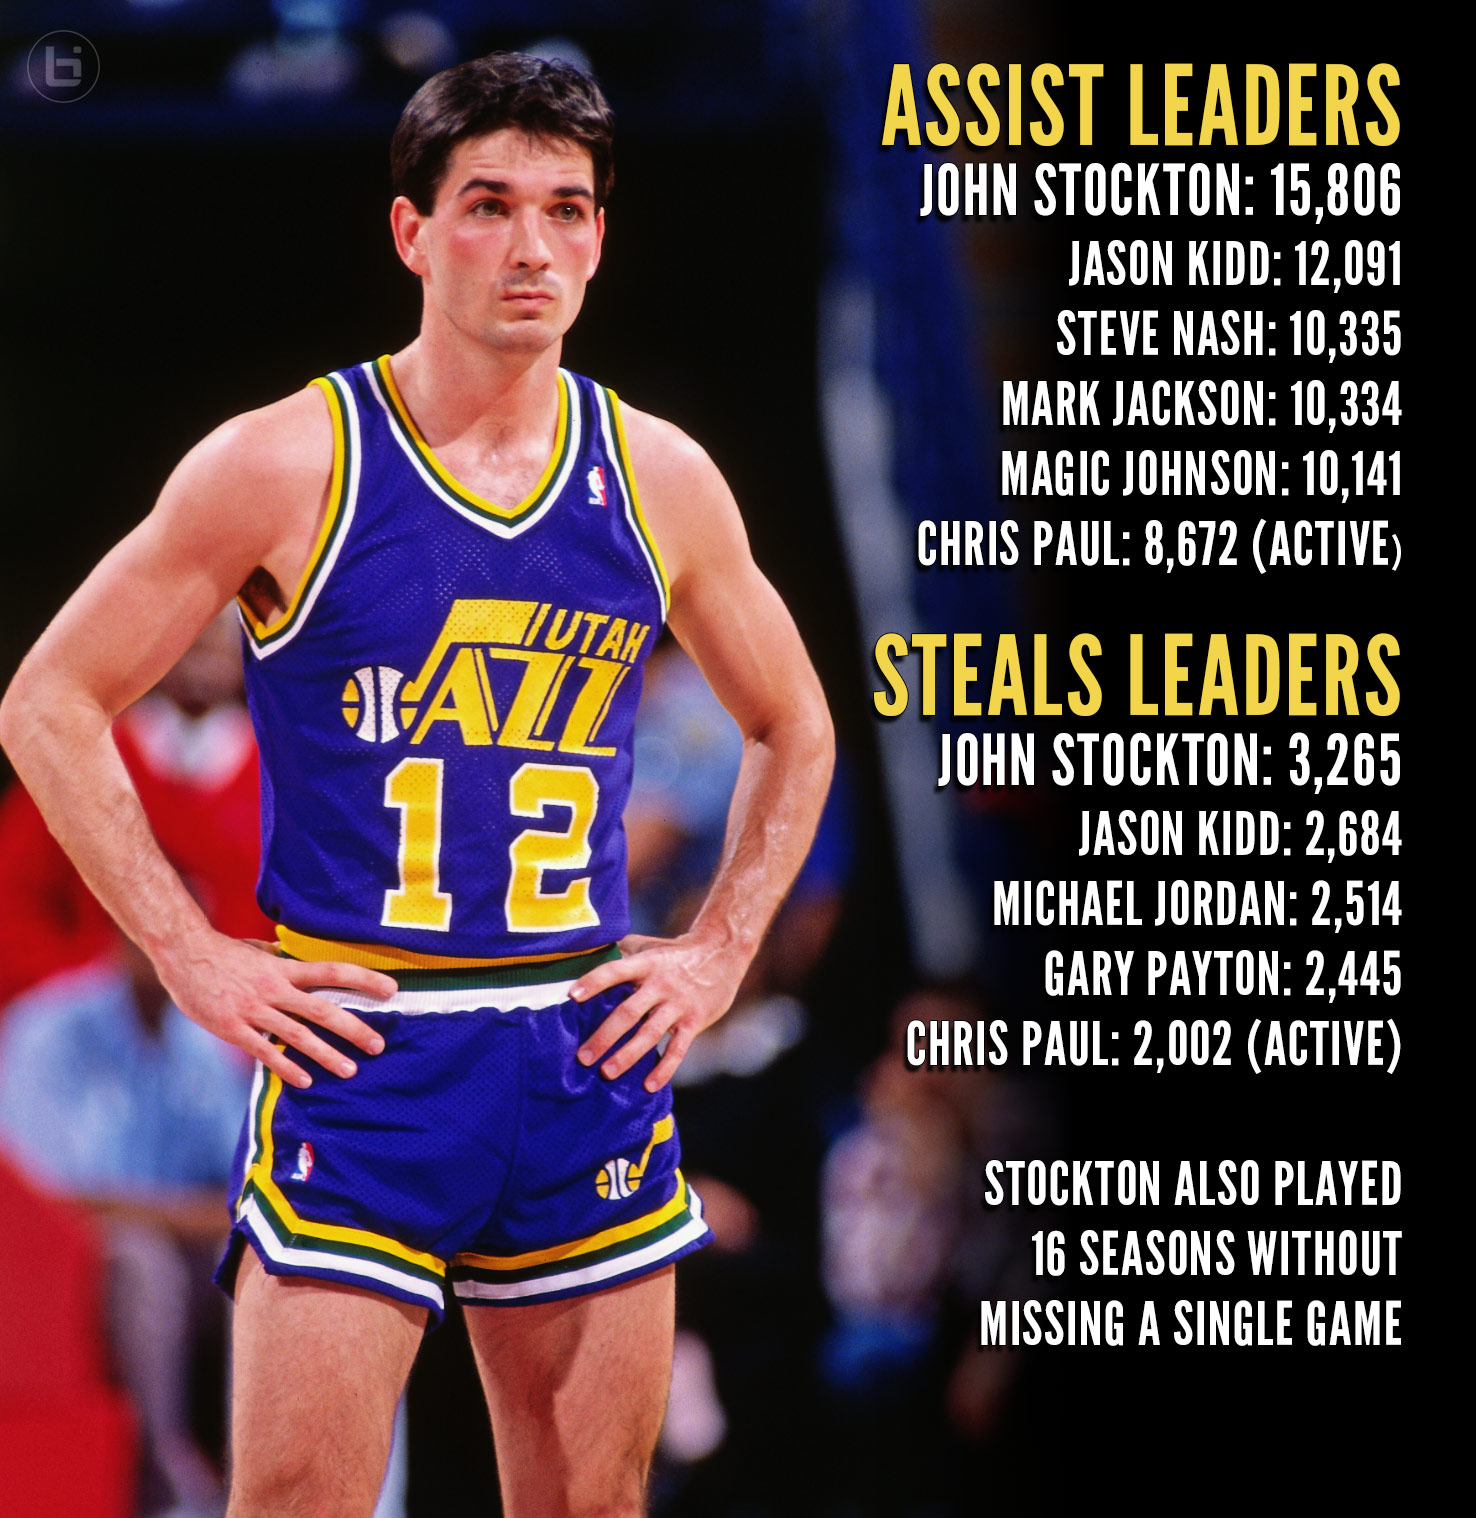 ASSIST LEADERS
JOHN STOCKTON: 15,806
JASON KIDD: 12,091
STEVE NASH: 10,335
MARK JACKSON: 10,334
MAGIC JOHNSON: 10,141
CHRIS PAUL: 8,672 (ACTIVE)
STEALS LEADERS
JOHN STOCKTON: 3,265
JASON KIDD: 2,684
MICHAEL JORDAN: 2,514
GARY PAYTON: 2,445
CHRIS PAUL: 2,002 (ACTIVE)
STOCKTON ALSO PLAYED
16 SEASONS WITHOUT
MISSING A SINGLE GAME
UTAH
JAZZ
12